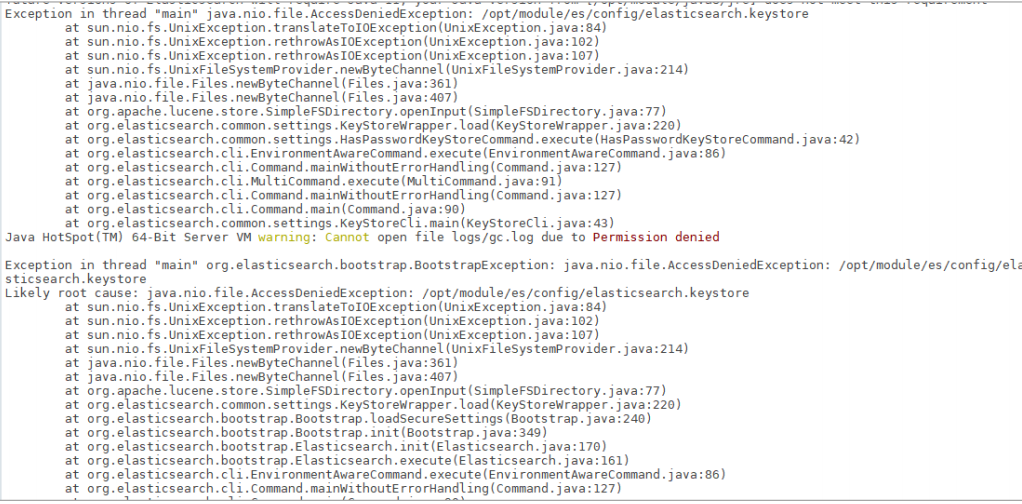 Exception in thread "main" java.nio.file.AccessDeniedException: /opt/module/es/config/elasticsearch.keystore
at sun.nio.fs.UnixException.translateToIOException(UnixException.java:84)
at sun.nio.fs.UnixException.rethrowAsIOException(UnixException.java:102)
at sun.nio.fs.UnixException.rethrowAsIOException(UnixException.java:107)
at sun.nio.fs.UnixFileSystemProvider.newByteChannel(UnixFileSystemProvider.java:214)
at java.nio.file.Files.newByteChannel(Files.java:361)
at java.nio.file.Files.newByteChannel(Files.java:407)
at org.apache.lucene.store.SimpleFSDirectory.openInput(SimpleFSDirectory.java:77)
at org.elasticsearch.common.settings.KeyStoreWrapper.load(KeyStoreWrapper.java:220)
at org.elasticsearch.common.settings.HasPasswordKeyStoreCommand.execute(HasPasswordKeyStoreCommand.java:42)
at org.elasticsearch.cli.EnvironmentAwareCommand.execute(EnvironmentAwareCommand.java:86)
at org.elasticsearch.cli.Command.mainWithoutErrorHandling(Command.java:127)
at org.elasticsearch.cli.MultiCommand.execute(MultiCommand.java:91)
at org.elasticsearch.cli.Command.mainWithoutErrorHandling(Command.java:127)
at org.elasticsearch.cli.Command.main(Command.java:90)
at org.elasticsearch.common.settings.KeyStoreCli.main(KeyStoreCli.java:43)
Java HotSpot(TM) 64-Bit Server VM warning: Cannot open file logs/gc.log due to Permission denied
Exception in thread "main" org.elasticsearch.bootstrap.BootstrapException: java.nio.file.AccessDeniedException: /opt/module/es/config/ela
sticsearch.keystore
Likely root cause: java.nio.file.AccessDeniedException: /opt/module/es/config/elasticsearch.keystore
at sun.nio.fs.UnixException.translateToIOException(UnixException.java:84)
at sun.nio.fs.UnixException.rethrowAsIOException(UnixException.java:102)
at sun.nio.fs.UnixException.rethrowAsIOException(UnixException.java:107)
at sun.nio.fs.UnixFileSystemProvider.newByteChannel(UnixFileSystemProvider.java:214)
at java.nio.file.Files.newByteChannel(Files.java:361)
at java.nio.file.Files.newByteChannel(Files.java:407)
at org.apache.lucene.store.SimpleFSDirectory.openInput(SimpleFSDirectory.java:77)
at org.elasticsearch.common.settings.KeyStoreWrapper.load(KeyStoreWrapper.java:220)
at org.elasticsearch.bootstrap.Bootstrap.loadSecureSettings(Bootstrap.java:240)
at org.elasticsearch.bootstrap.Bootstrap.init(Bootstrap.java:349)
at org.elasticsearch.bootstrap.Elasticsearch.init(Elasticsearch.java:170)
at org.elasticsearch.bootstrap.Elasticsearch.execute(Elasticsearch.java:161)
at org.elasticsearch.cli.EnvironmentAwareCommand.execute(EnvironmentAwareCommand.java:86)
at org.elasticsearch.cli.Command.mainWithoutErrorHandling(Command.java:127)